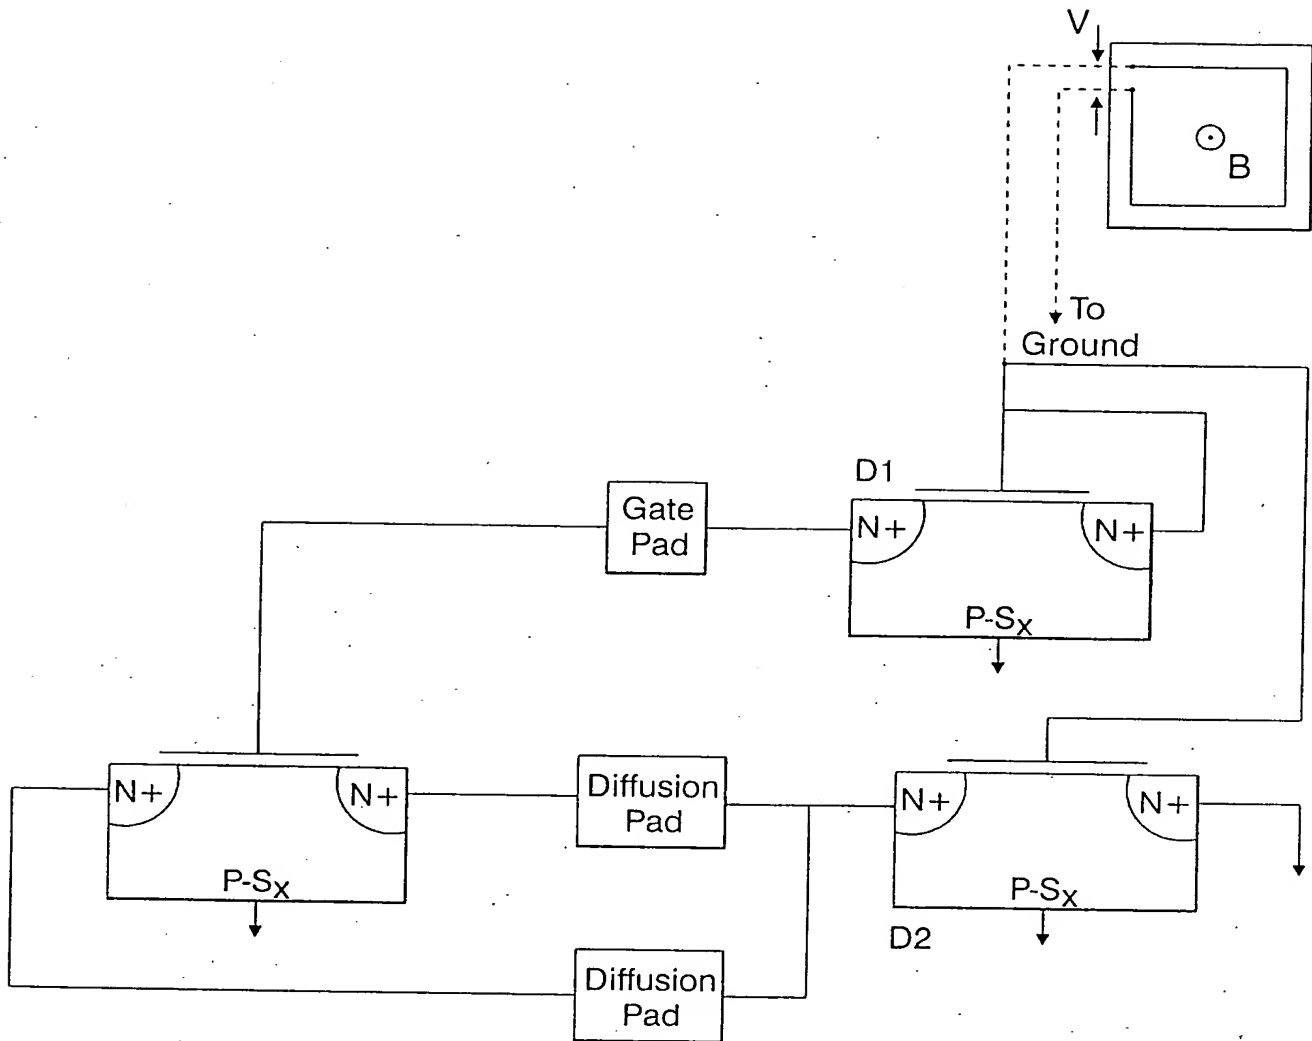 V
B
To
Ground
D1
Gate
Pad
N+
N+
P-Sx
N+
N+
Diffusion
Pad
N+
N+
P-Sx
P-Sx
D2
Diffusion
Pad